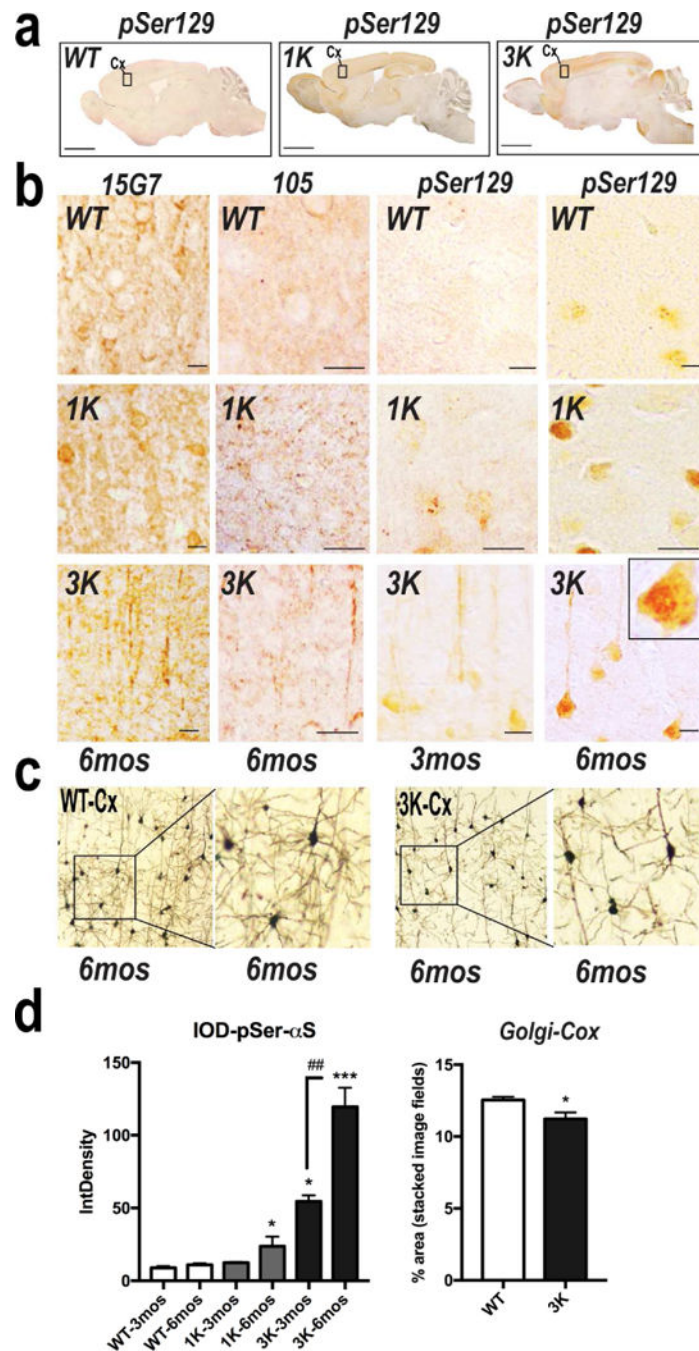 a
pSer129 pSer129 pSer129
WT Cx 1K Cx 3K Cx
b
15G7 105 pSer129 pSer129
WT WT WT WT
1K 1K 1K 1K
3K 3K 3K 3K
6mos 6mos 3mos 6mos
c
WT-Cx 3K-Cx
6mos 6mos 6mos 6mos
d
IOD-pSer-αS
IntDensity
150
100
50
0
* * ## ***
WT-3mos WT-6mos 1K-3mos 1K-6mos 3K-3mos 3K-6mos
Golgi-Cox
% area (stacked image fields)
15
10
5
0
*
WT 3K